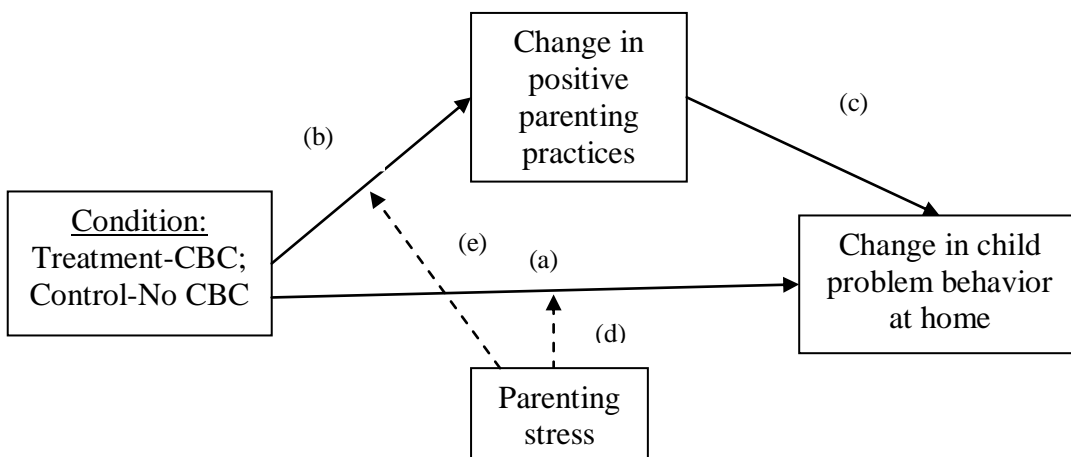 Change in
positive
parenting
practices
(b)
(c)
Condition:
Treatment-CBC;
Control-No CBC
(e)
(a)
Change in child
problem behavior
at home
(d)
Parenting
stress